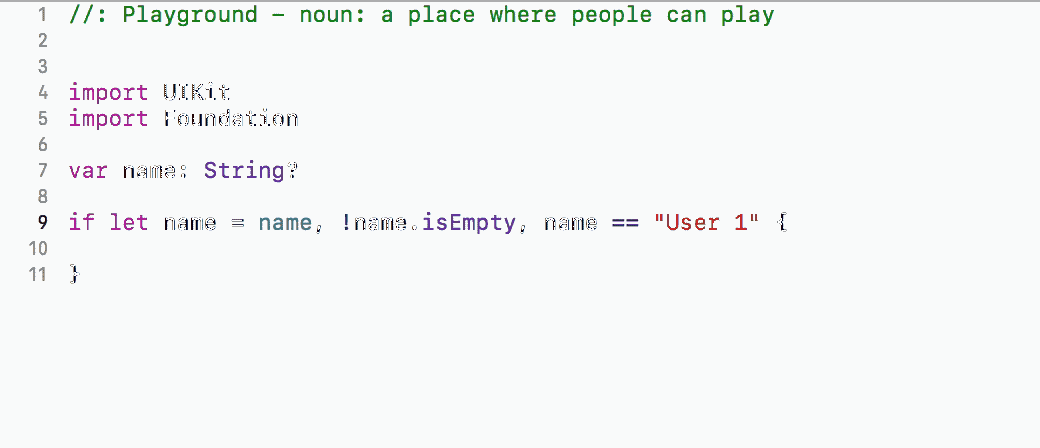 1 //: Playground – noun: a place where people can play
2
3
4 import UIKit
5 import Foundation
6
7 var name: String?
8
9 if let name = name, !name.isEmpty, name == "User 1" {
10
11 }